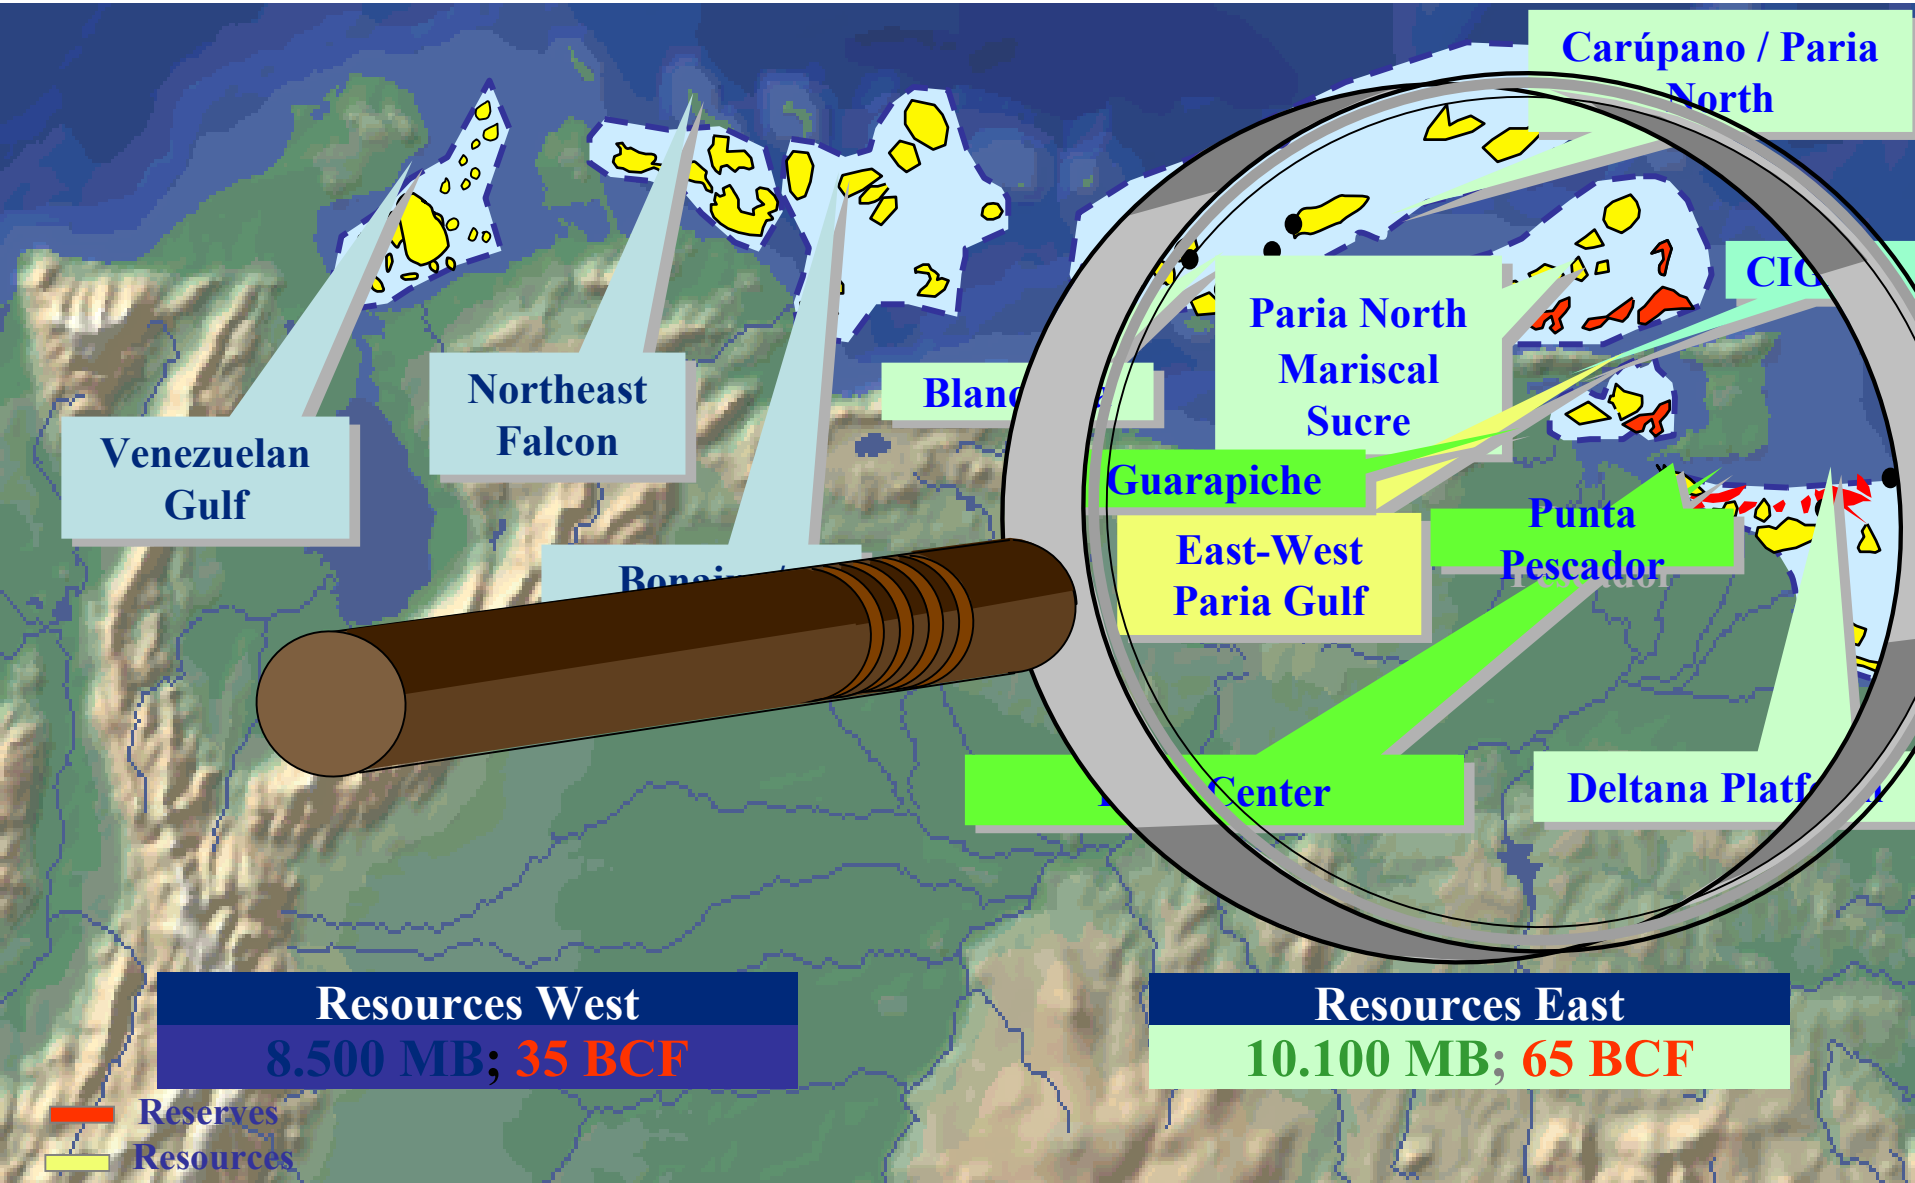 Carúpano / Paria
North
CIG
Paria North
Mariscal
Sucre
Northeast
Falcon
Venezuelan
Gulf
Guarapiche
East-West
Paria Gulf
Punta
Pescador
Center
Deltana
Resources West
8.500 MB; 35 BCF
Resources East
10.100 MB; 65 BCF
Reserves
Resources